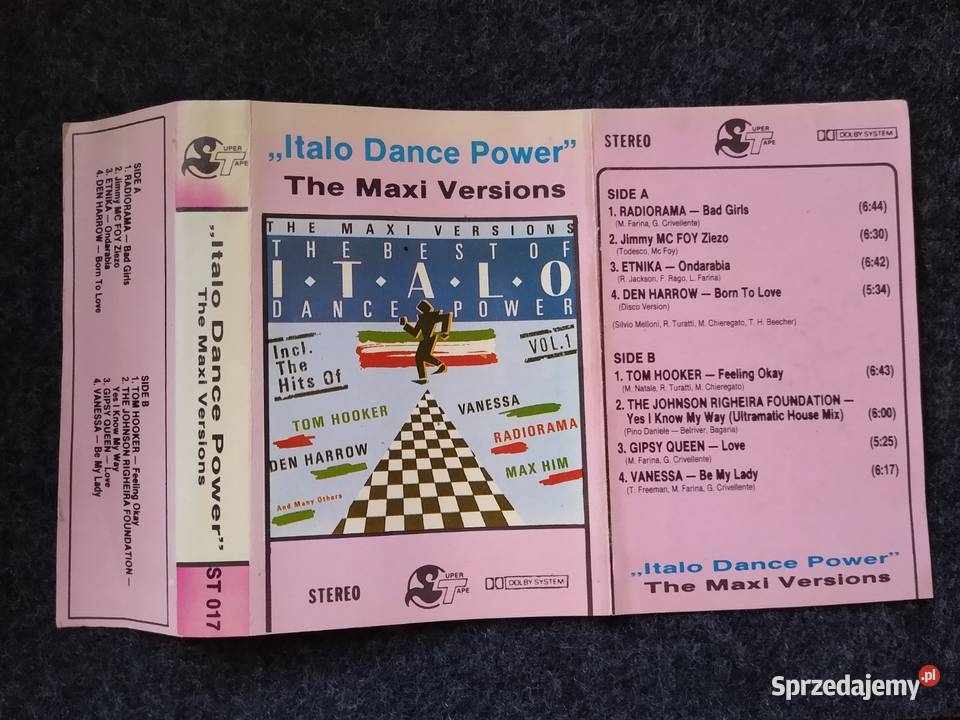 SIDE A
1. RADIORAMA — Bad Girls
2. Jimmy MC FOY Ziezo
3. ETNIKA — Ondarabia
4. DEN HARROW — Born To Love
SIDE B
1. TOM HOOKER — Feeling Okay
2. THE JOHNSON RIGHEIRA FOUNDATION —
Yes I Know My Way
3. GIPSY QUEEN — Love
4. VANESSA — Be My Lady
SUPER TAPE
„Italo Dance Power”
The Maxi Versions
ST 017
„Italo Dance Power”
The Maxi Versions
THE MAXI VERSIONS
THE BEST OF
I·T·A·L·O
DANCE POWER
Incl.
The
Hits Of
VOL.1
TOM HOOKER
VANESSA
DEN HARROW
RADIORAMA
MAX HIM
And Many Others
STEREO
SUPER TAPE
DOLBY SYSTEM
STEREO
SUPER TAPE
DOLBY SYSTEM
SIDE A
1. RADIORAMA — Bad Girls (6:44)
(M. Farina, G. Crivellente)
2. Jimmy MC FOY Ziezo (6:30)
(Todesco, Mc Foy)
3. ETNIKA — Ondarabia (6:42)
(R. Jackson, F. Rago, L. Farina)
4. DEN HARROW — Born To Love (5:34)
(Disco Version)
(Silvio Melloni, R. Turatti, M. Chieregato, T. H. Beecher)
SIDE B
1. TOM HOOKER — Feeling Okay (6:43)
(M. Natale, R. Turatti, M. Chieregato)
2. THE JOHNSON RIGHEIRA FOUNDATION —
Yes I Know My Way (Ultramatic House Mix) (6:00)
(Pino Daniele — Belriver, Bagaria)
3. GIPSY QUEEN — Love (5:25)
(M. Farina, G. Crivellente)
4. VANESSA — Be My Lady (6:17)
(T. Freeman, M. Farina, G. Crivellente)
„Italo Dance Power”
The Maxi Versions
Sprzedajemy.pl